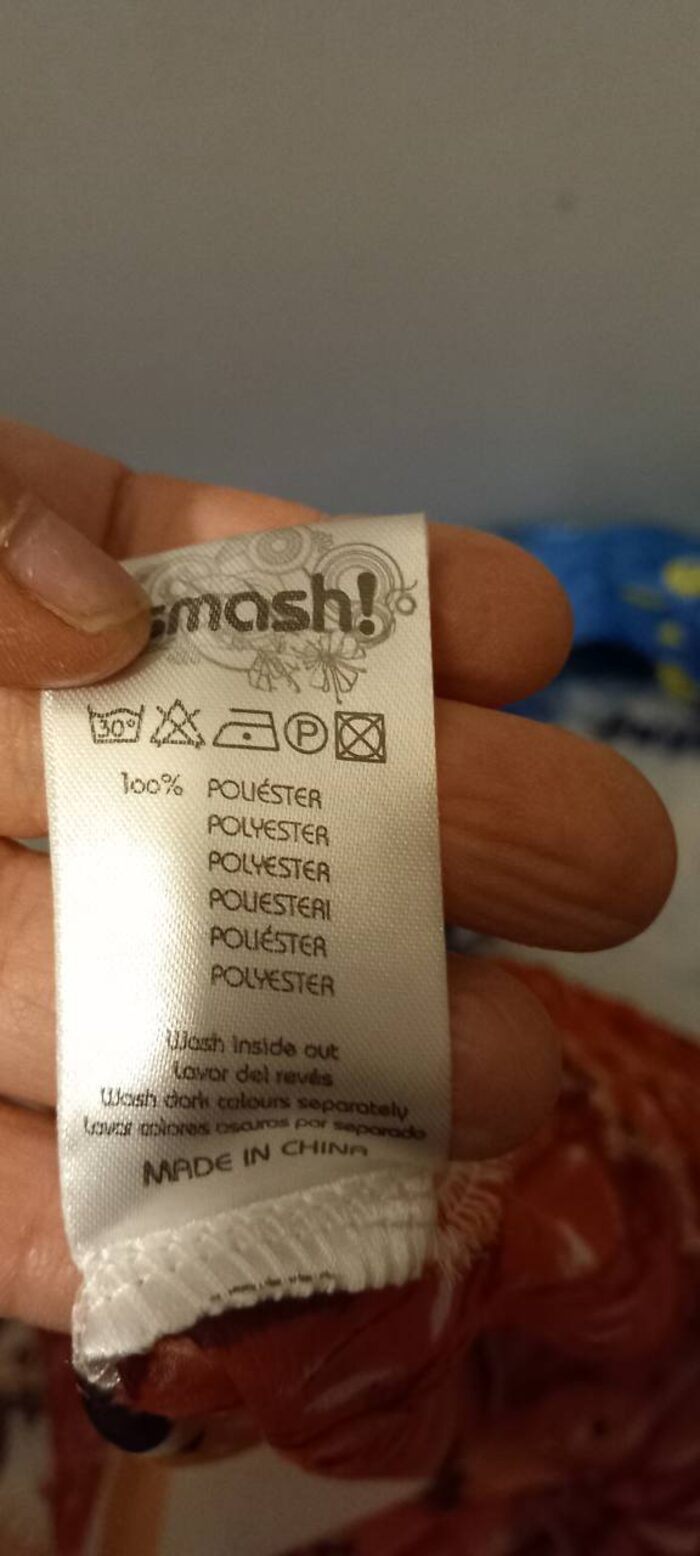 smash!
30°
P
100% POLIÉSTER
POLYESTER
POLYESTER
POLIESTERI
POLIÉSTER
POLYESTER
Wash inside out
Lavar del revés
Wash dark colours separately
Lavar colores oscuros por separado
MADE IN CHINA